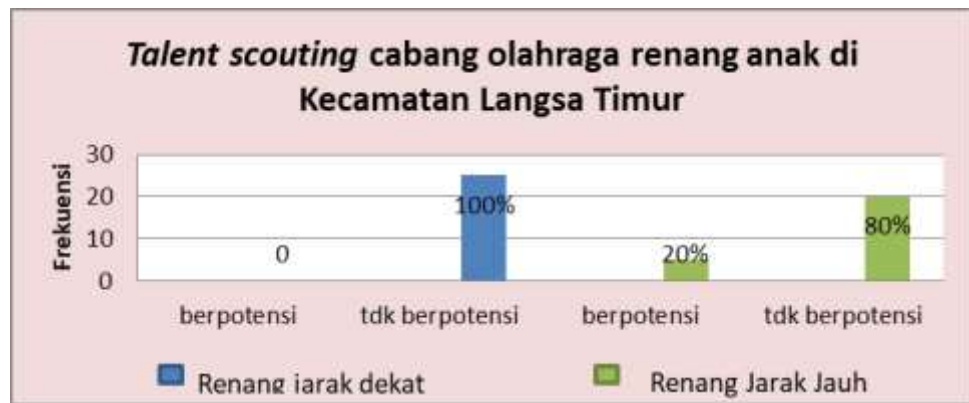 Talent scouting cabang olahraga renang anak di
Kecamatan Langsa Timur
Frekuensi
30
20
10
0
0
100%
20%
80%
berpotensi tdk berpotensi berpotensi tdk berpotensi
Renang jarak dekat Renang Jarak Jauh